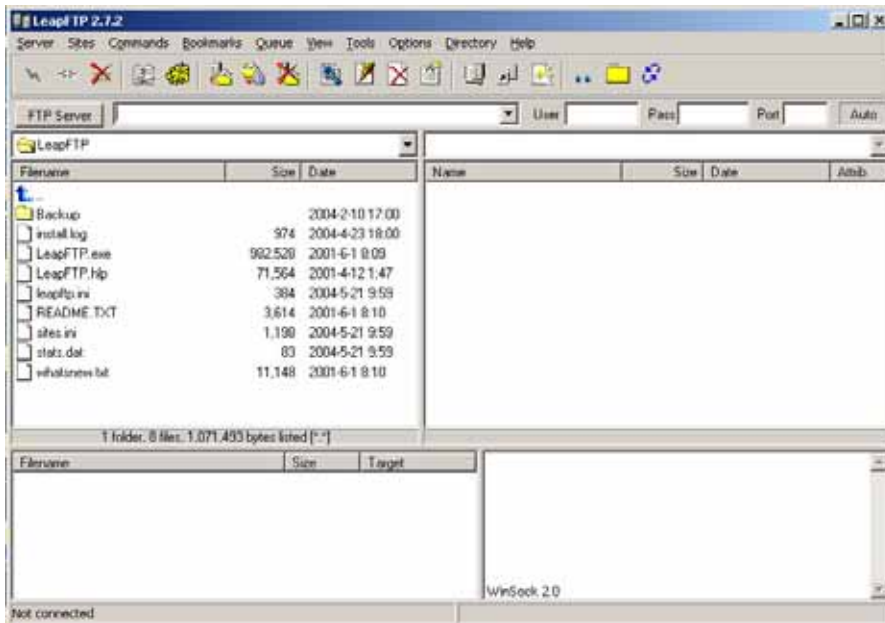 LeapFTP 2.7.2
Server Sites Commands Bookmarks Queue View Tools Options Directory Help
FTP Server User Pass Port Auto
LeapFTP
Filename Size Date Name Size Date Attrib
Backup 2004-2-10 17:00
install.log 974 2004-4-23 18:00
LeapFTP.exe 982,528 2001-6-1 8:09
LeapFTP.hlp 71,564 2001-4-12 1:47
leapftp.ini 384 2004-5-21 9:59
README.TXT 3,614 2001-6-1 8:10
sites.ini 1,198 2004-5-21 9:59
stats.dat 83 2004-5-21 9:59
whatsnew.txt 11,148 2001-6-1 8:10
1 folder, 8 files, 1,071,493 bytes listed [*.*]
Filename Size Target
WinSock 2.0
Not connected